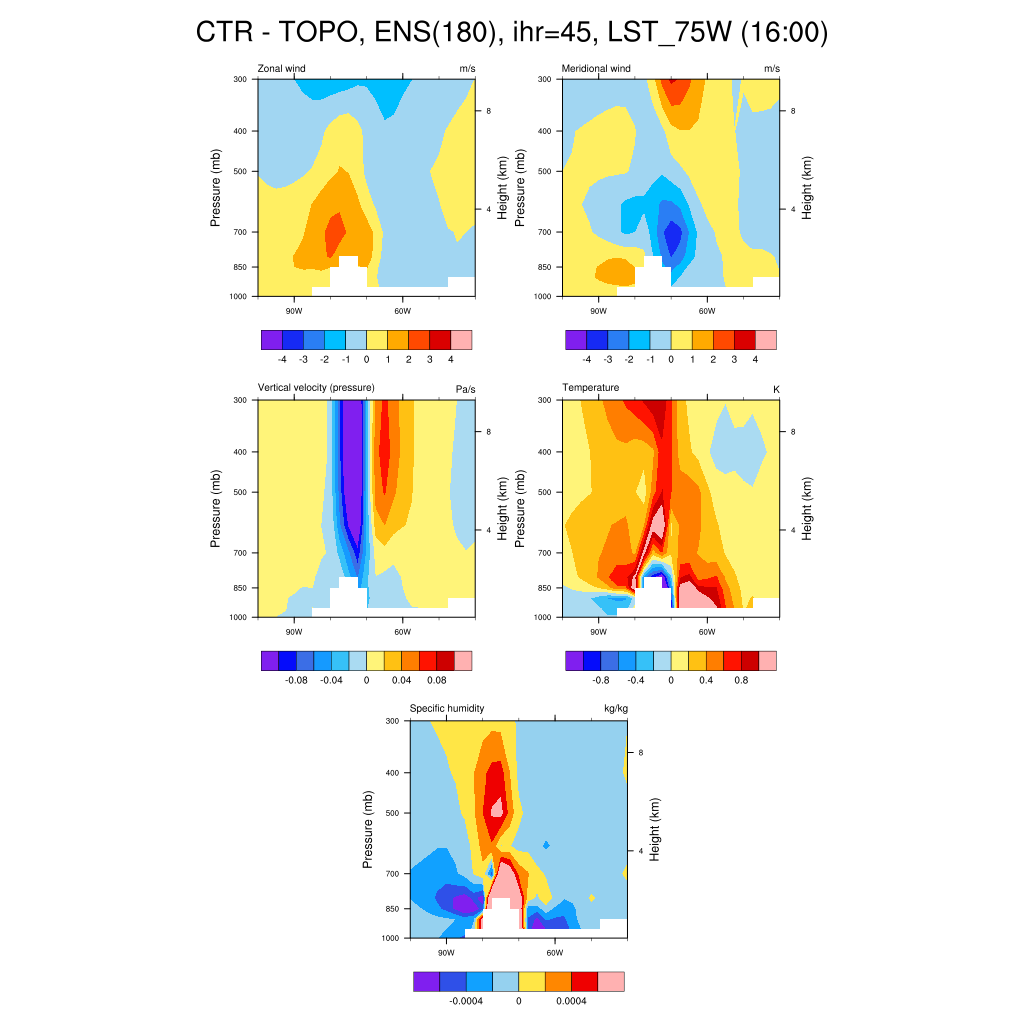 CTR - TOPO, ENS(180), ihr=45, LST_75W (16:00)
Zonal wind m/s
Pressure (mb)
300
400
500
700
850
1000
8
4
Height (km)
90W 60W
-4 -3 -2 -1 0 1 2 3 4
Meridional wind m/s
Pressure (mb)
300
400
500
700
850
1000
8
4
Height (km)
90W 60W
-4 -3 -2 -1 0 1 2 3 4
Vertical velocity (pressure) Pa/s
Pressure (mb)
300
400
500
700
850
1000
8
4
Height (km)
90W 60W
-0.08 -0.04 0 0.04 0.08
Temperature K
Pressure (mb)
300
400
500
700
850
1000
8
4
Height (km)
90W 60W
-0.8 -0.4 0 0.4 0.8
Specific humidity kg/kg
Pressure (mb)
300
400
500
700
850
1000
8
4
Height (km)
90W 60W
-0.0004 0 0.0004